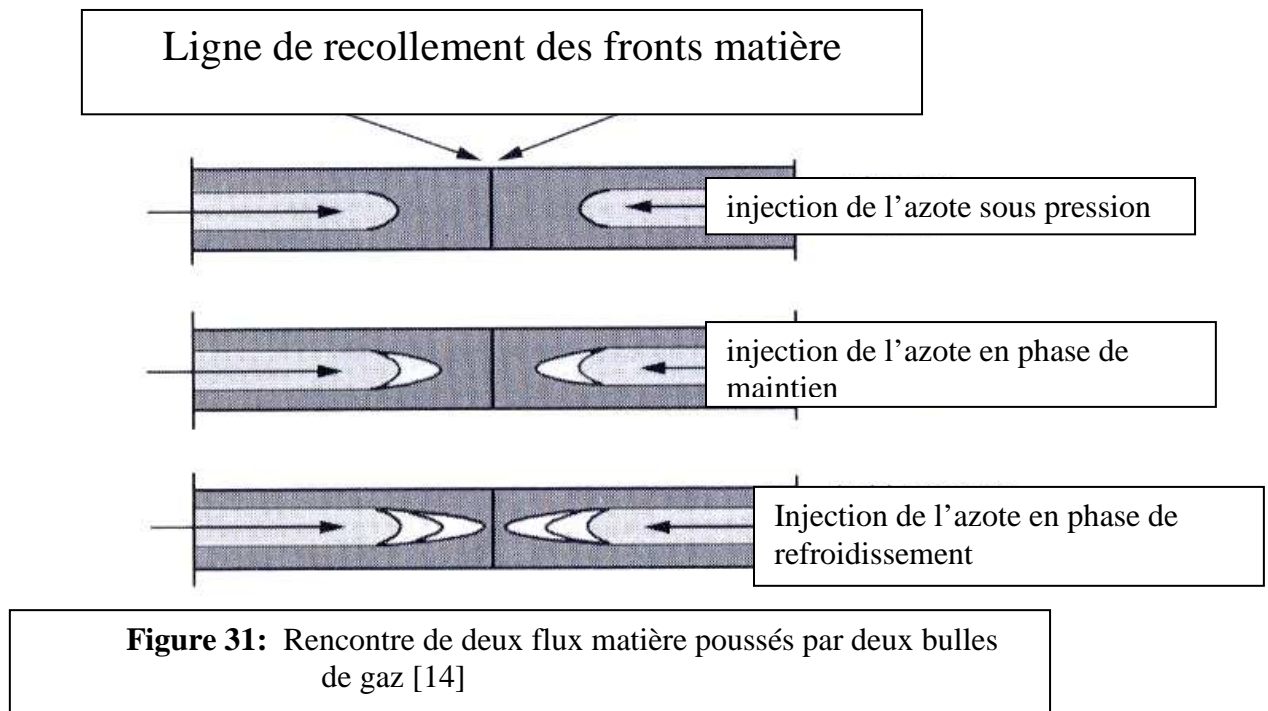 Ligne de recollement des fronts matière
injection de l’azote sous pression
injection de l’azote en phase de
maintien
Injection de l’azote en phase de
refroidissement
Figure 31: Rencontre de deux flux matière poussés par deux bulles
de gaz [14]